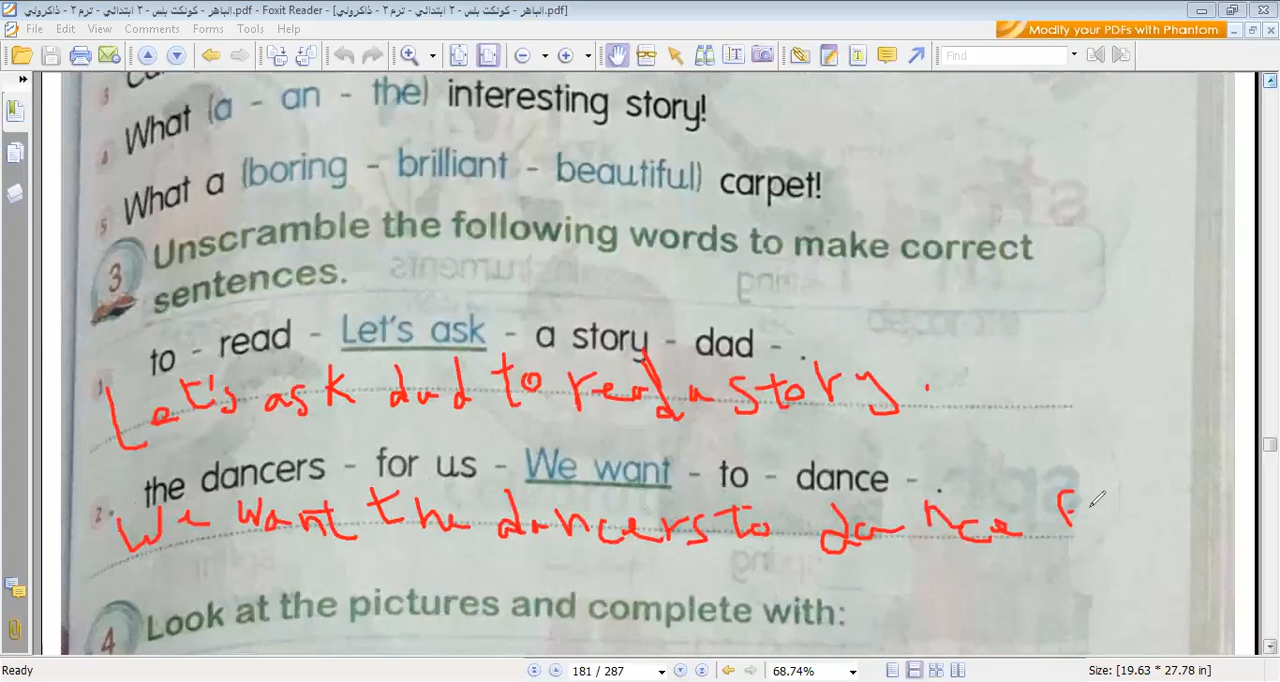 الباهر - كونكت بلس - ٢ ابتدائي - ترم ٢ - ذاكرولي.pdf - Foxit Reader - [الباهر - كونكت بلس - ٢ ابتدائي - ترم ٢ - ذاكرولي.pdf]
File Edit View Comments Forms Tools Help
Modify your PDFs with Phantom
Find
3
4 What (a - an - the) interesting story!
5 What a (boring - brilliant - beautiful) carpet!
3 Unscramble the following words to make correct
sentences.
to - read - Let's ask - a story - dad - .
1 Let's ask dad to read a story .
the dancers - for us - We want - to - dance - .
2 We want the dancers to dance F
4 Look at the pictures and complete with:
Ready 181 / 287 68.74% Size: [19.63 * 27.78 in]